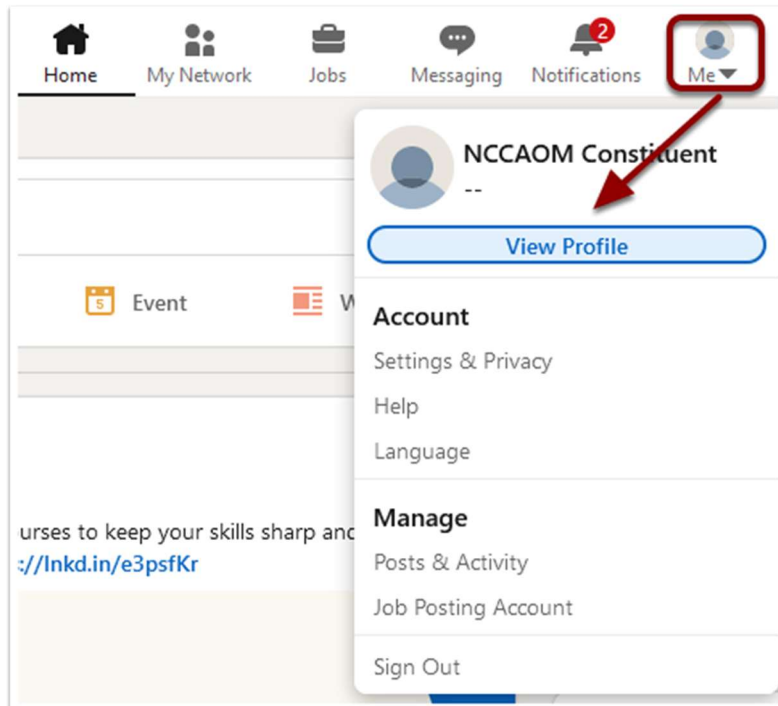 Home My Network Jobs Messaging Notifications 2 Me
NCCAOM Constituent
--
View Profile
5 Event W
Account
Settings & Privacy
Help
Language
Manage
urses to keep your skills sharp and
Posts & Activity
://lnkd.in/e3psfKr
Job Posting Account
Sign Out